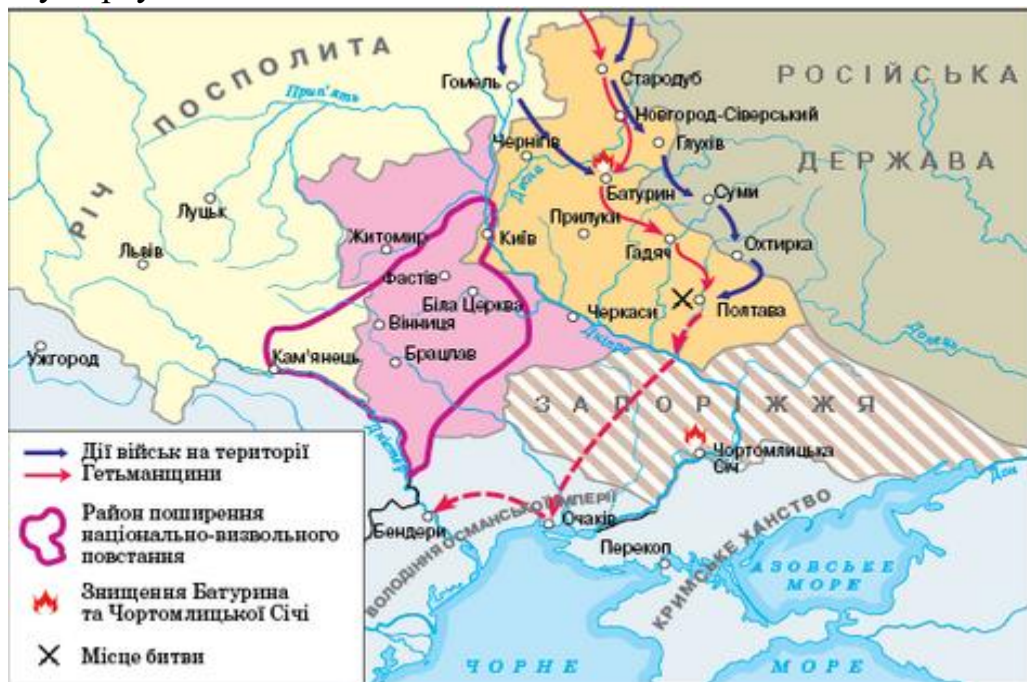 РІЧ ПОСПОЛИТА
РОСІЙСЬКА
ДЕРЖАВА
Гомель
Стародуб
Прип'ять
Новгород-Сіверський
Чернігів
Глухів
Десна
Батурин
Суми
Луцьк
Прилуки
Житомир
Київ
Гадяч
Охтирка
Львів
Фастів
Біла Церква
Черкаси
Полтава
Вінниця
Дніпро
Донець
Ужгород
Кам'янець
Брацлав
ЗАПОРІЖЖЯ
Дністер
Чортомлицька
Січ
Дон
Бендери
ВОЛОДІННЯ ОСМАНСЬКОЇ ІМПЕРІЇ
Очаків
Перекоп
КРИМСЬКЕ ХАНСТВО
АЗОВСЬКЕ
МОРЕ
ЧОРНЕ
МОРЕ
Дії військ на території
Гетьманщини
Район поширення
національно-визвольного
повстання
Знищення Батурина
та Чортомлицької Січі
Місце битви